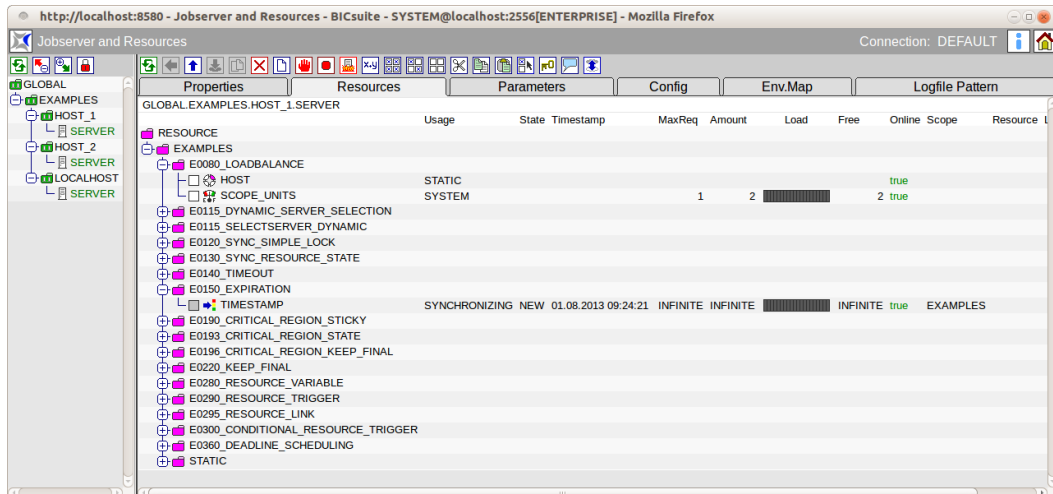 http://localhost:8580 - Jobserver and Resources - BICsuite - SYSTEM@localhost:2556[ENTERPRISE] - Mozilla Firefox
Jobserver and Resources Connection: DEFAULT
GLOBAL
EXAMPLES
HOST_1
SERVER
HOST_2
SERVER
LOCALHOST
SERVER
Properties Resources Parameters Config Env.Map Logfile Pattern
GLOBAL.EXAMPLES.HOST_1.SERVER
Usage State Timestamp MaxReq Amount Load Free Online Scope Resource L
RESOURCE
EXAMPLES
E0080_LOADBALANCE
HOST STATIC true
SCOPE_UNITS SYSTEM 1 2 2 true
E0115_DYNAMIC_SERVER_SELECTION
E0115_SELECTSERVER_DYNAMIC
E0120_SYNC_SIMPLE_LOCK
E0130_SYNC_RESOURCE_STATE
E0140_TIMEOUT
E0150_EXPIRATION
TIMESTAMP SYNCHRONIZING NEW 01.08.2013 09:24:21 INFINITE INFINITE INFINITE true EXAMPLES
E0190_CRITICAL_REGION_STICKY
E0193_CRITICAL_REGION_STATE
E0196_CRITICAL_REGION_KEEP_FINAL
E0220_KEEP_FINAL
E0280_RESOURCE_VARIABLE
E0290_RESOURCE_TRIGGER
E0295_RESOURCE_LINK
E0300_CONDITIONAL_RESOURCE_TRIGGER
E0360_DEADLINE_SCHEDULING
STATIC